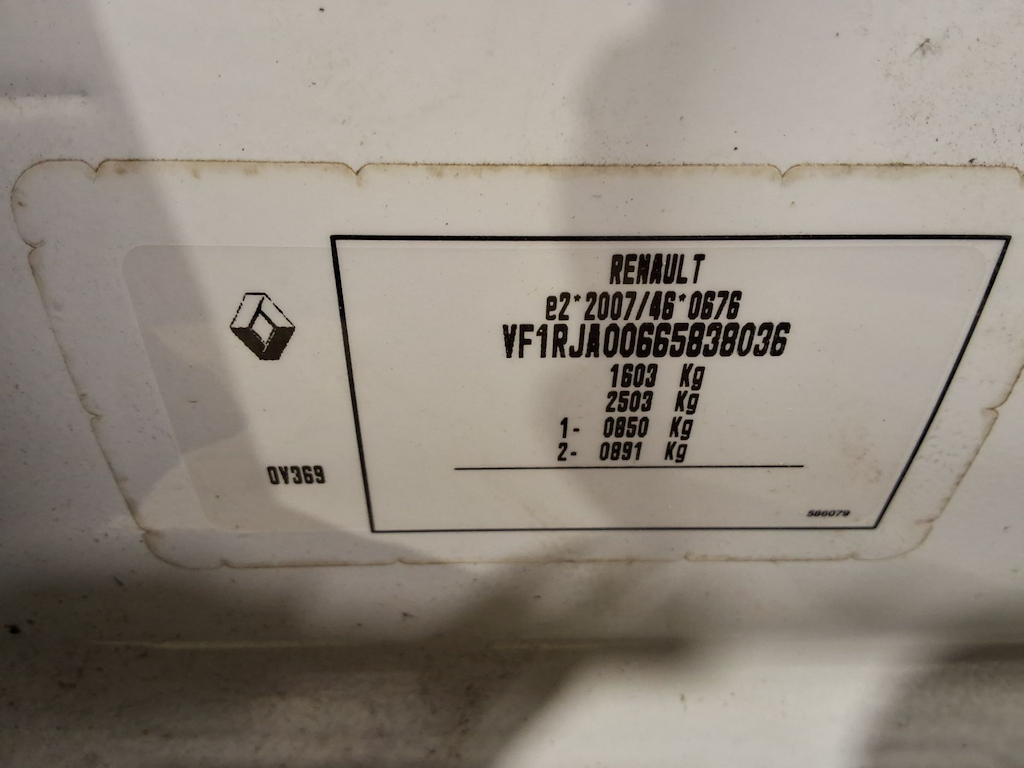 RENAULT
e2*2007/46*0676
VF1RJA00665838036
1603 Kg
2503 Kg
1- 0850 Kg
2- 0891 Kg
0V369
586079